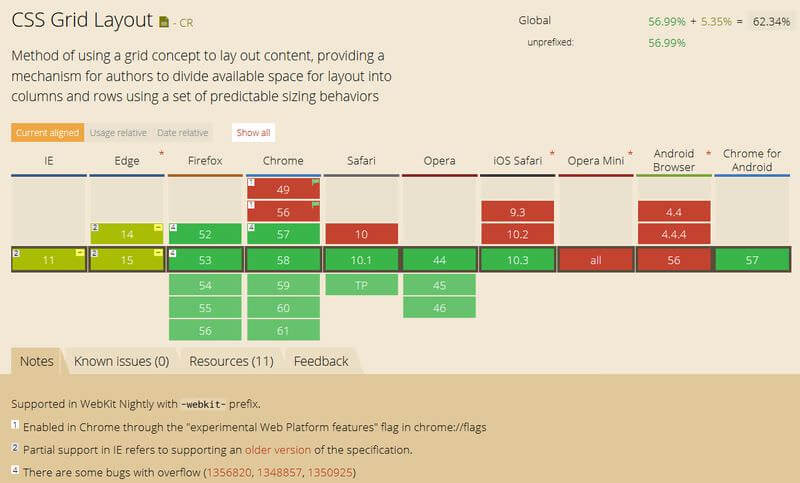 CSS Grid Layout - CR
Global 56.99% + 5.35% = 62.34%
unprefixed: 56.99%
Method of using a grid concept to lay out content, providing a
mechanism for authors to divide available space for layout into
columns and rows using a set of predictable sizing behaviors
Current aligned Usage relative Date relative Show all
IE Edge * Firefox Chrome Safari Opera iOS Safari * Opera Mini * Android Browser * Chrome for Android
1 49
1 56 9.3 4.4
2 14 - 4 52 57 10 10.2 4.4.4
2 11 - 2 15 - 4 53 58 10.1 44 10.3 all 56 57
54 59 TP 45
55 60 46
56 61
Notes Known issues (0) Resources (11) Feedback
Supported in WebKit Nightly with -webkit- prefix.
1 Enabled in Chrome through the "experimental Web Platform features" flag in chrome://flags
2 Partial support in IE refers to supporting an older version of the specification.
4 There are some bugs with overflow (1356820, 1348857, 1350925)